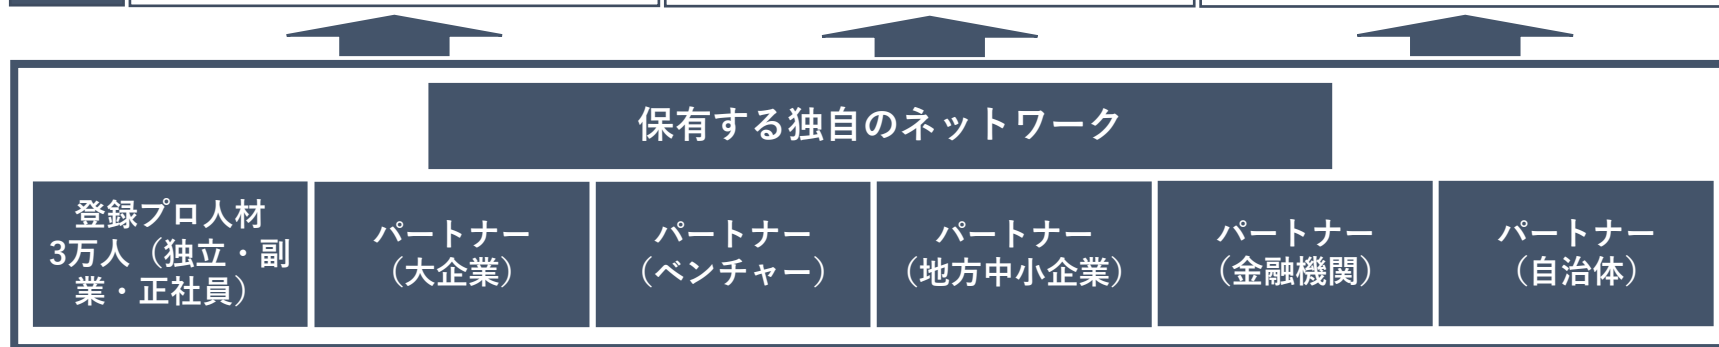 保有する独自のネットワーク
登録プロ人材
3万人（独立・副
業・正社員）
パートナー
（大企業）
パートナー
（ベンチャー）
パートナー
（地方中小企業）
パートナー
（金融機関）
パートナー
（自治体）